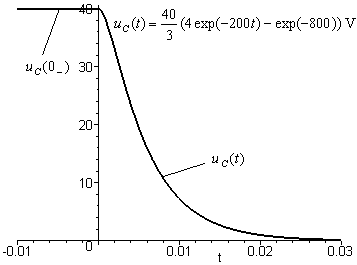 40
u_C(t) = 40/3 (4 exp(−200t) − exp(−800)) V
u_C(0_−)
30
20
u_C(t)
10
-0.01 0 0.01 0.02 0.03
t